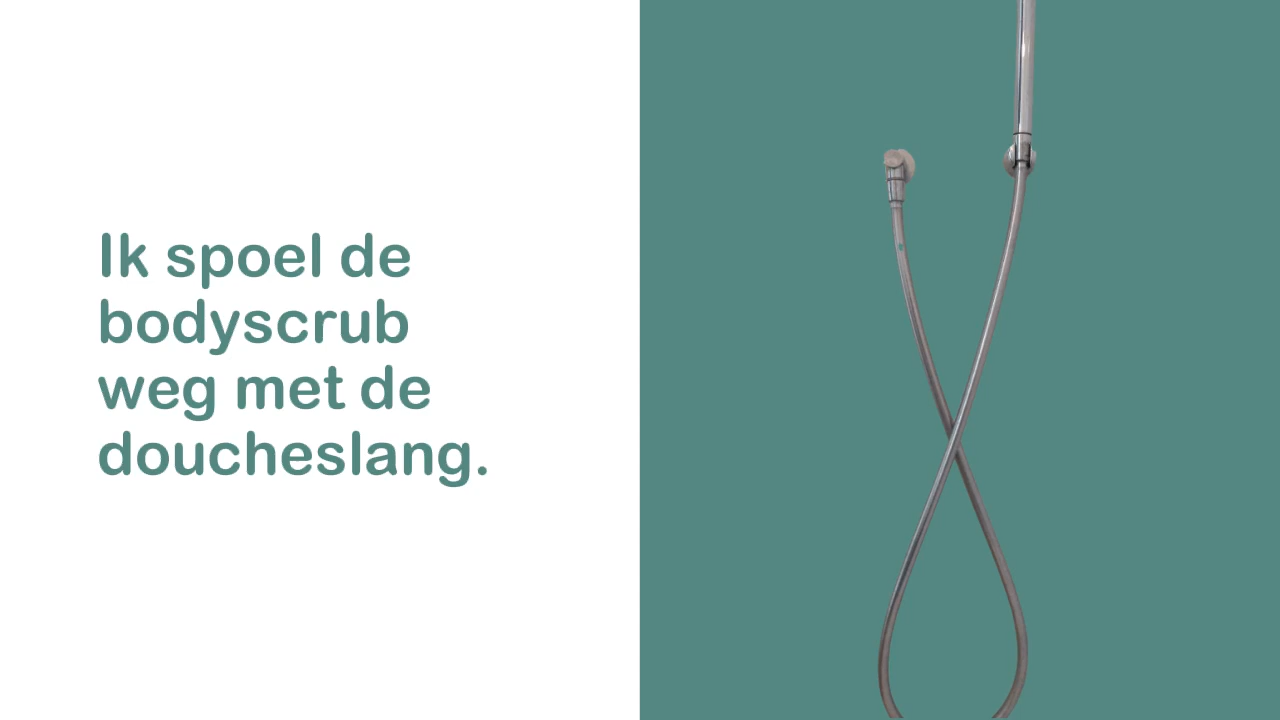 Ik spoel de
bodyscrub
weg met de
doucheslang.